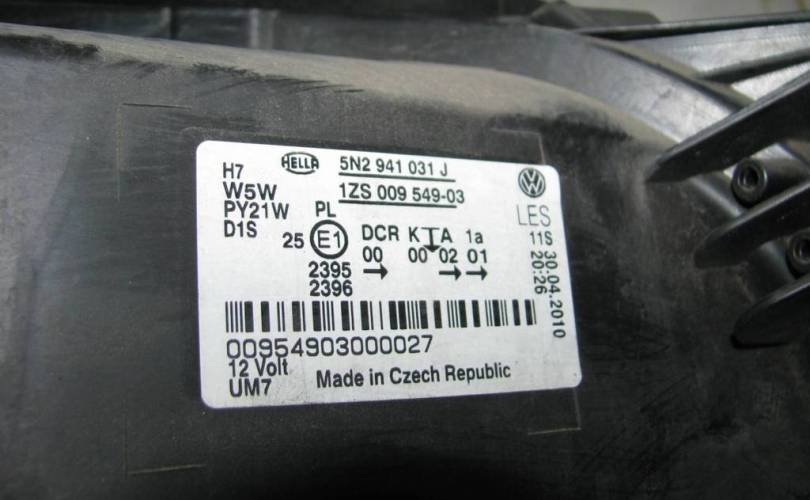 H7 HELLA 5N2 941 031 J
W5W 1ZS 009 549-03
PY21W PL LES
D1S 25 E1 DCR K A 1a 11S
00 00 02 01
2395 → →→
2396
30.04.2010
20:26
00954903000027
12 Volt
UM7 Made in Czech Republic